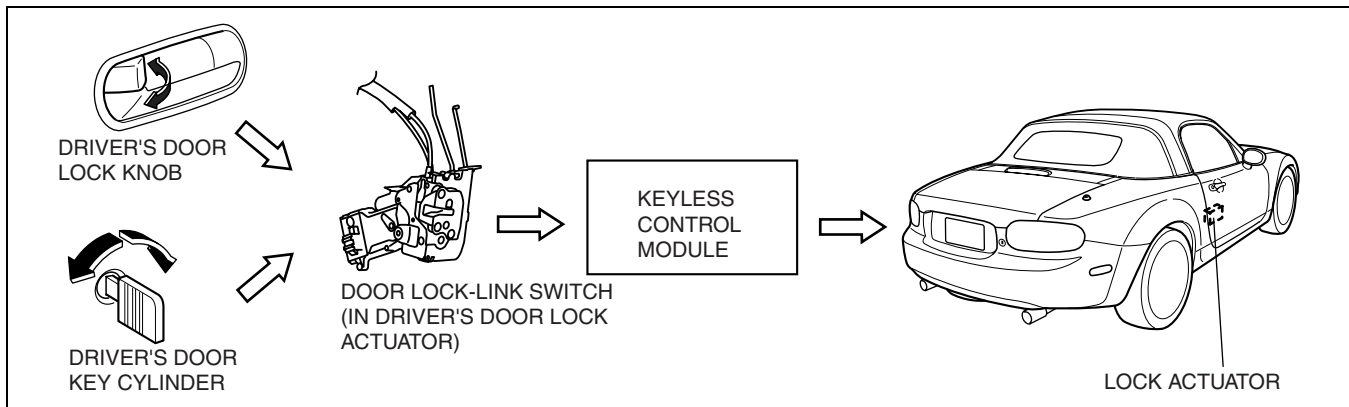 DRIVER'S DOOR
LOCK KNOB
DRIVER'S DOOR
KEY CYLINDER
DOOR LOCK-LINK SWITCH
(IN DRIVER'S DOOR LOCK
ACTUATOR)
KEYLESS
CONTROL
MODULE
LOCK ACTUATOR